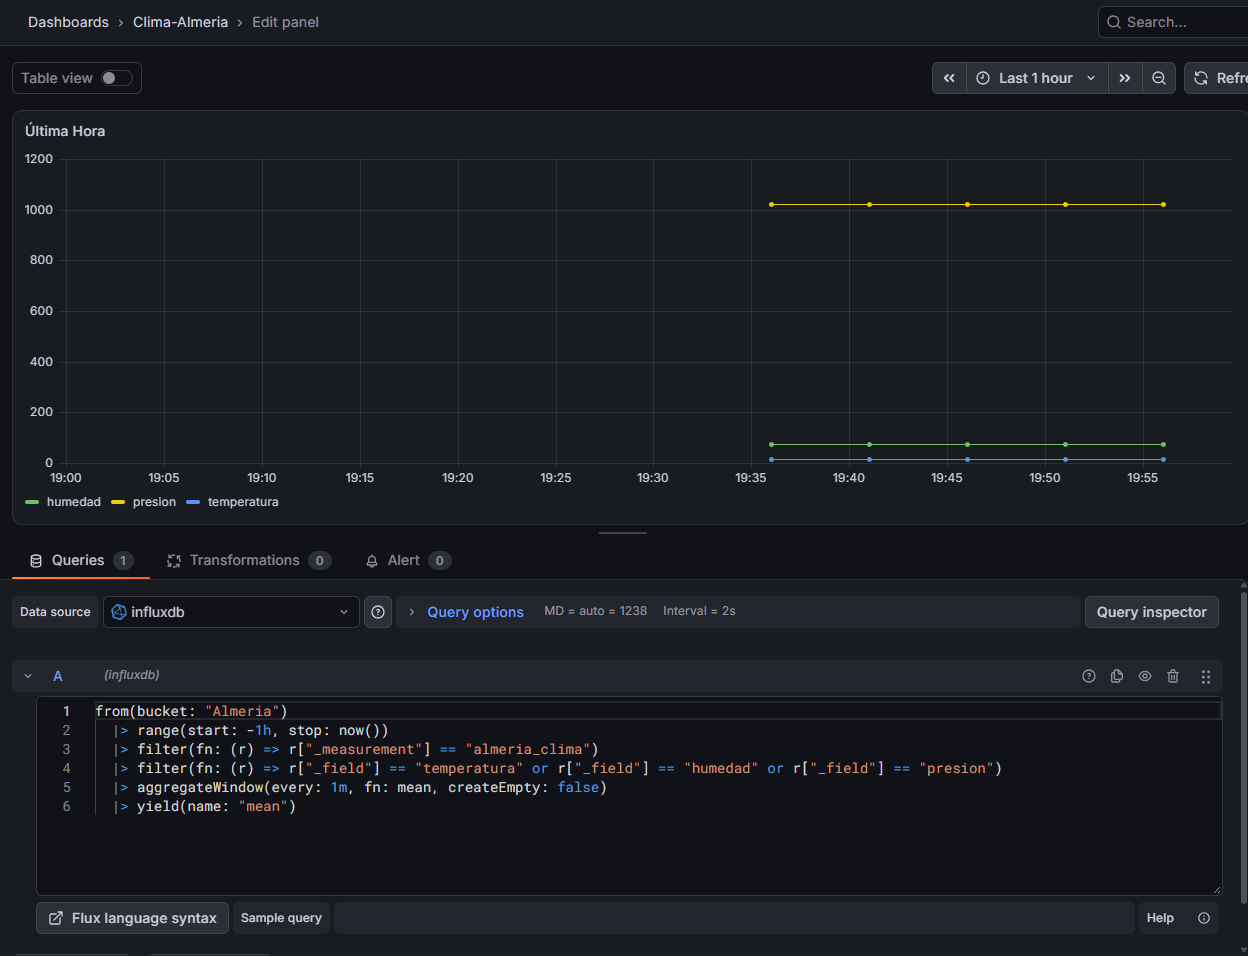 Dashboards › Clima-Almeria › Edit panel
Search...
Table view
Last 1 hour
Refre
Última Hora
1200
1000
800
600
400
200
0
19:00 19:05 19:10 19:15 19:20 19:25 19:30 19:35 19:40 19:45 19:50 19:55
humedad presion temperatura
Queries 1 Transformations 0 Alert 0
Data source influxdb Query options MD = auto = 1238 Interval = 2s Query inspector
A (influxdb)
1 from(bucket: "Almeria")
2 |> range(start: -1h, stop: now())
3 |> filter(fn: (r) => r["_measurement"] == "almeria_clima")
4 |> filter(fn: (r) => r["_field"] == "temperatura" or r["_field"] == "humedad" or r["_field"] == "presion")
5 |> aggregateWindow(every: 1m, fn: mean, createEmpty: false)
6 |> yield(name: "mean")
Flux language syntax Sample query Help